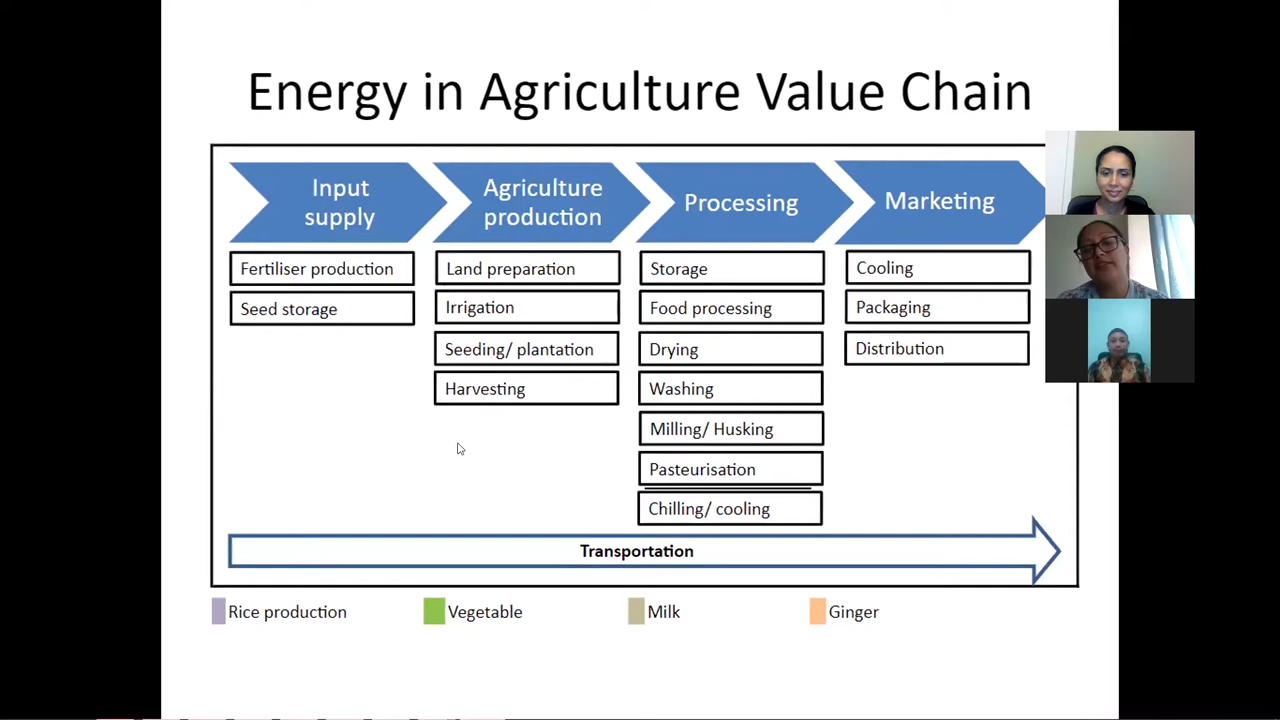 Energy in Agriculture Value Chain
Input
supply
Agriculture
production
Processing
Marketing
Fertiliser production
Seed storage
Land preparation
Irrigation
Seeding/ plantation
Harvesting
Storage
Food processing
Drying
Washing
Milling/ Husking
Pasteurisation
Chilling/ cooling
Cooling
Packaging
Distribution
Transportation
Rice production
Vegetable
Milk
Ginger